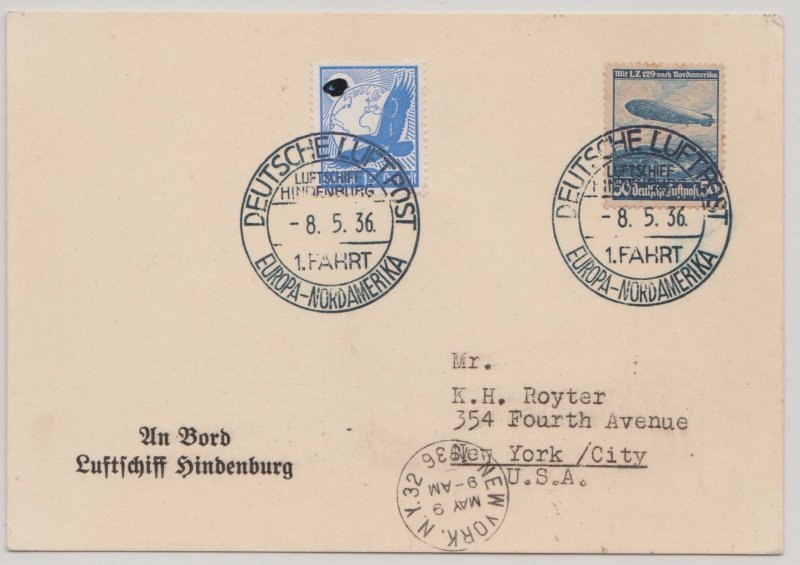 DEUTSCHE LUFTPOST
LUFTSCHIFF
HINDENBURG
- 8. 5. 36.
1. FAHRT
EUROPA-NORDAMERIKA
Mit LZ 129 nach Nordamerika
50 Deutsche Luftpost 50
DEUTSCHE LUFTPOST
LUFTSCHIFF
- 8. 5. 36.
1. FAHRT
EUROPA-NORDAMERIKA
Mr.
K.H. Royter
354 Fourth Avenue
New York /City
U.S.A.
An Bord
Luftschiff Hindenburg
NEW YORK. N.Y. 32
MAY 9
9-AM
1936